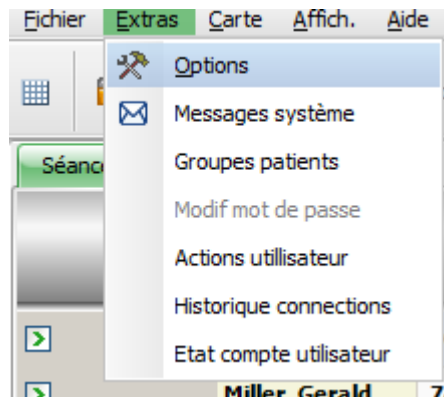 Fichier Extras Carte Affich. Aide
Options
Messages système
Séanc
Groupes patients
Modif mot de passe
Actions utilisateur
Historique connections
Etat compte utilisateur
Miller Gerald 7